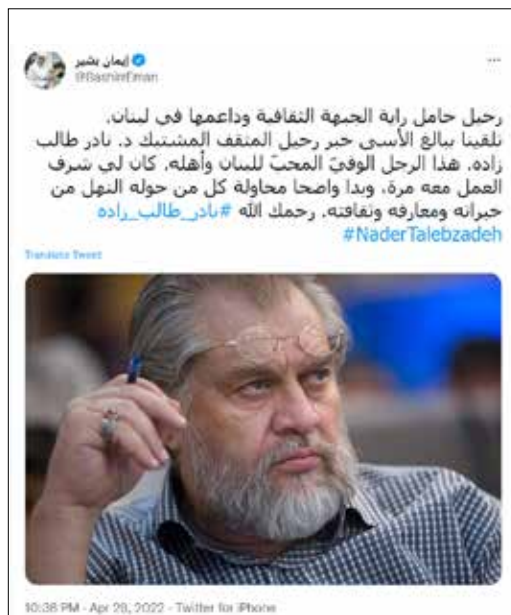 إيمان بشير
@BashirrEman
رحيل حامل راية الجبهة الثقافية وداعمها في لبنان.
تلقينا ببالغ الأسى خبر رحيل المثقف المشتبك د. نادر طالب
زاده. هذا الرجل الوفيّ المحبّ للبنان وأهله. كان لي شرف
العمل معه مرة، وبدا واضحا محاولة كل من حوله النهل من
خبراته ومعارفه وثقافته. رحمك الله #نادر_طالب_زاده
#NaderTalebzadeh
Translate Tweet
10:36 PM · Apr 29, 2022 · Twitter for iPhone